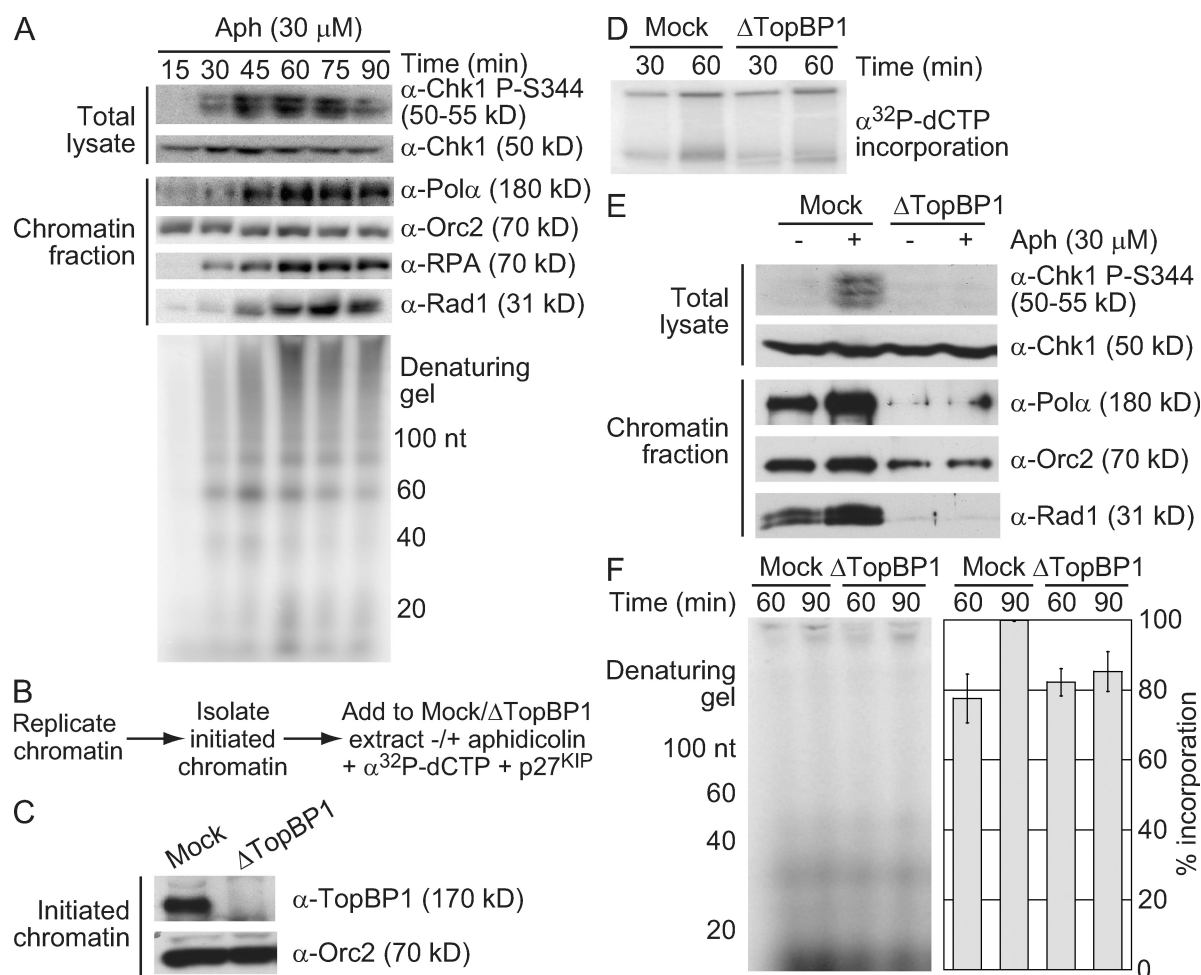 A
Aph (30 μM)
15 30 45 60 75 90 Time (min)
Total lysate
α-Chk1 P-S344
(50-55 kD)
α-Chk1 (50 kD)
Chromatin fraction
α-Polα (180 kD)
α-Orc2 (70 kD)
α-RPA (70 kD)
α-Rad1 (31 kD)
Denaturing
gel
100 nt
60
40
20
B
Replicate
chromatin
Isolate
initiated
chromatin
Add to Mock/ΔTopBP1
extract -/+ aphidicolin
+ α³²P-dCTP + p27ᴷᴵᴾ
C
Mock ΔTopBP1
Initiated
chromatin
α-TopBP1 (170 kD)
α-Orc2 (70 kD)
D
Mock ΔTopBP1
30 60 30 60 Time (min)
α³²P-dCTP
incorporation
E
Mock ΔTopBP1
- + - + Aph (30 μM)
Total
lysate
α-Chk1 P-S344
(50-55 kD)
α-Chk1 (50 kD)
Chromatin
fraction
α-Polα (180 kD)
α-Orc2 (70 kD)
α-Rad1 (31 kD)
F
Mock ΔTopBP1
Time (min) 60 90 60 90
Denaturing
gel
100 nt
60
40
20
Mock ΔTopBP1
60 90 60 90
100
80
60
40
20
0
% incorporation